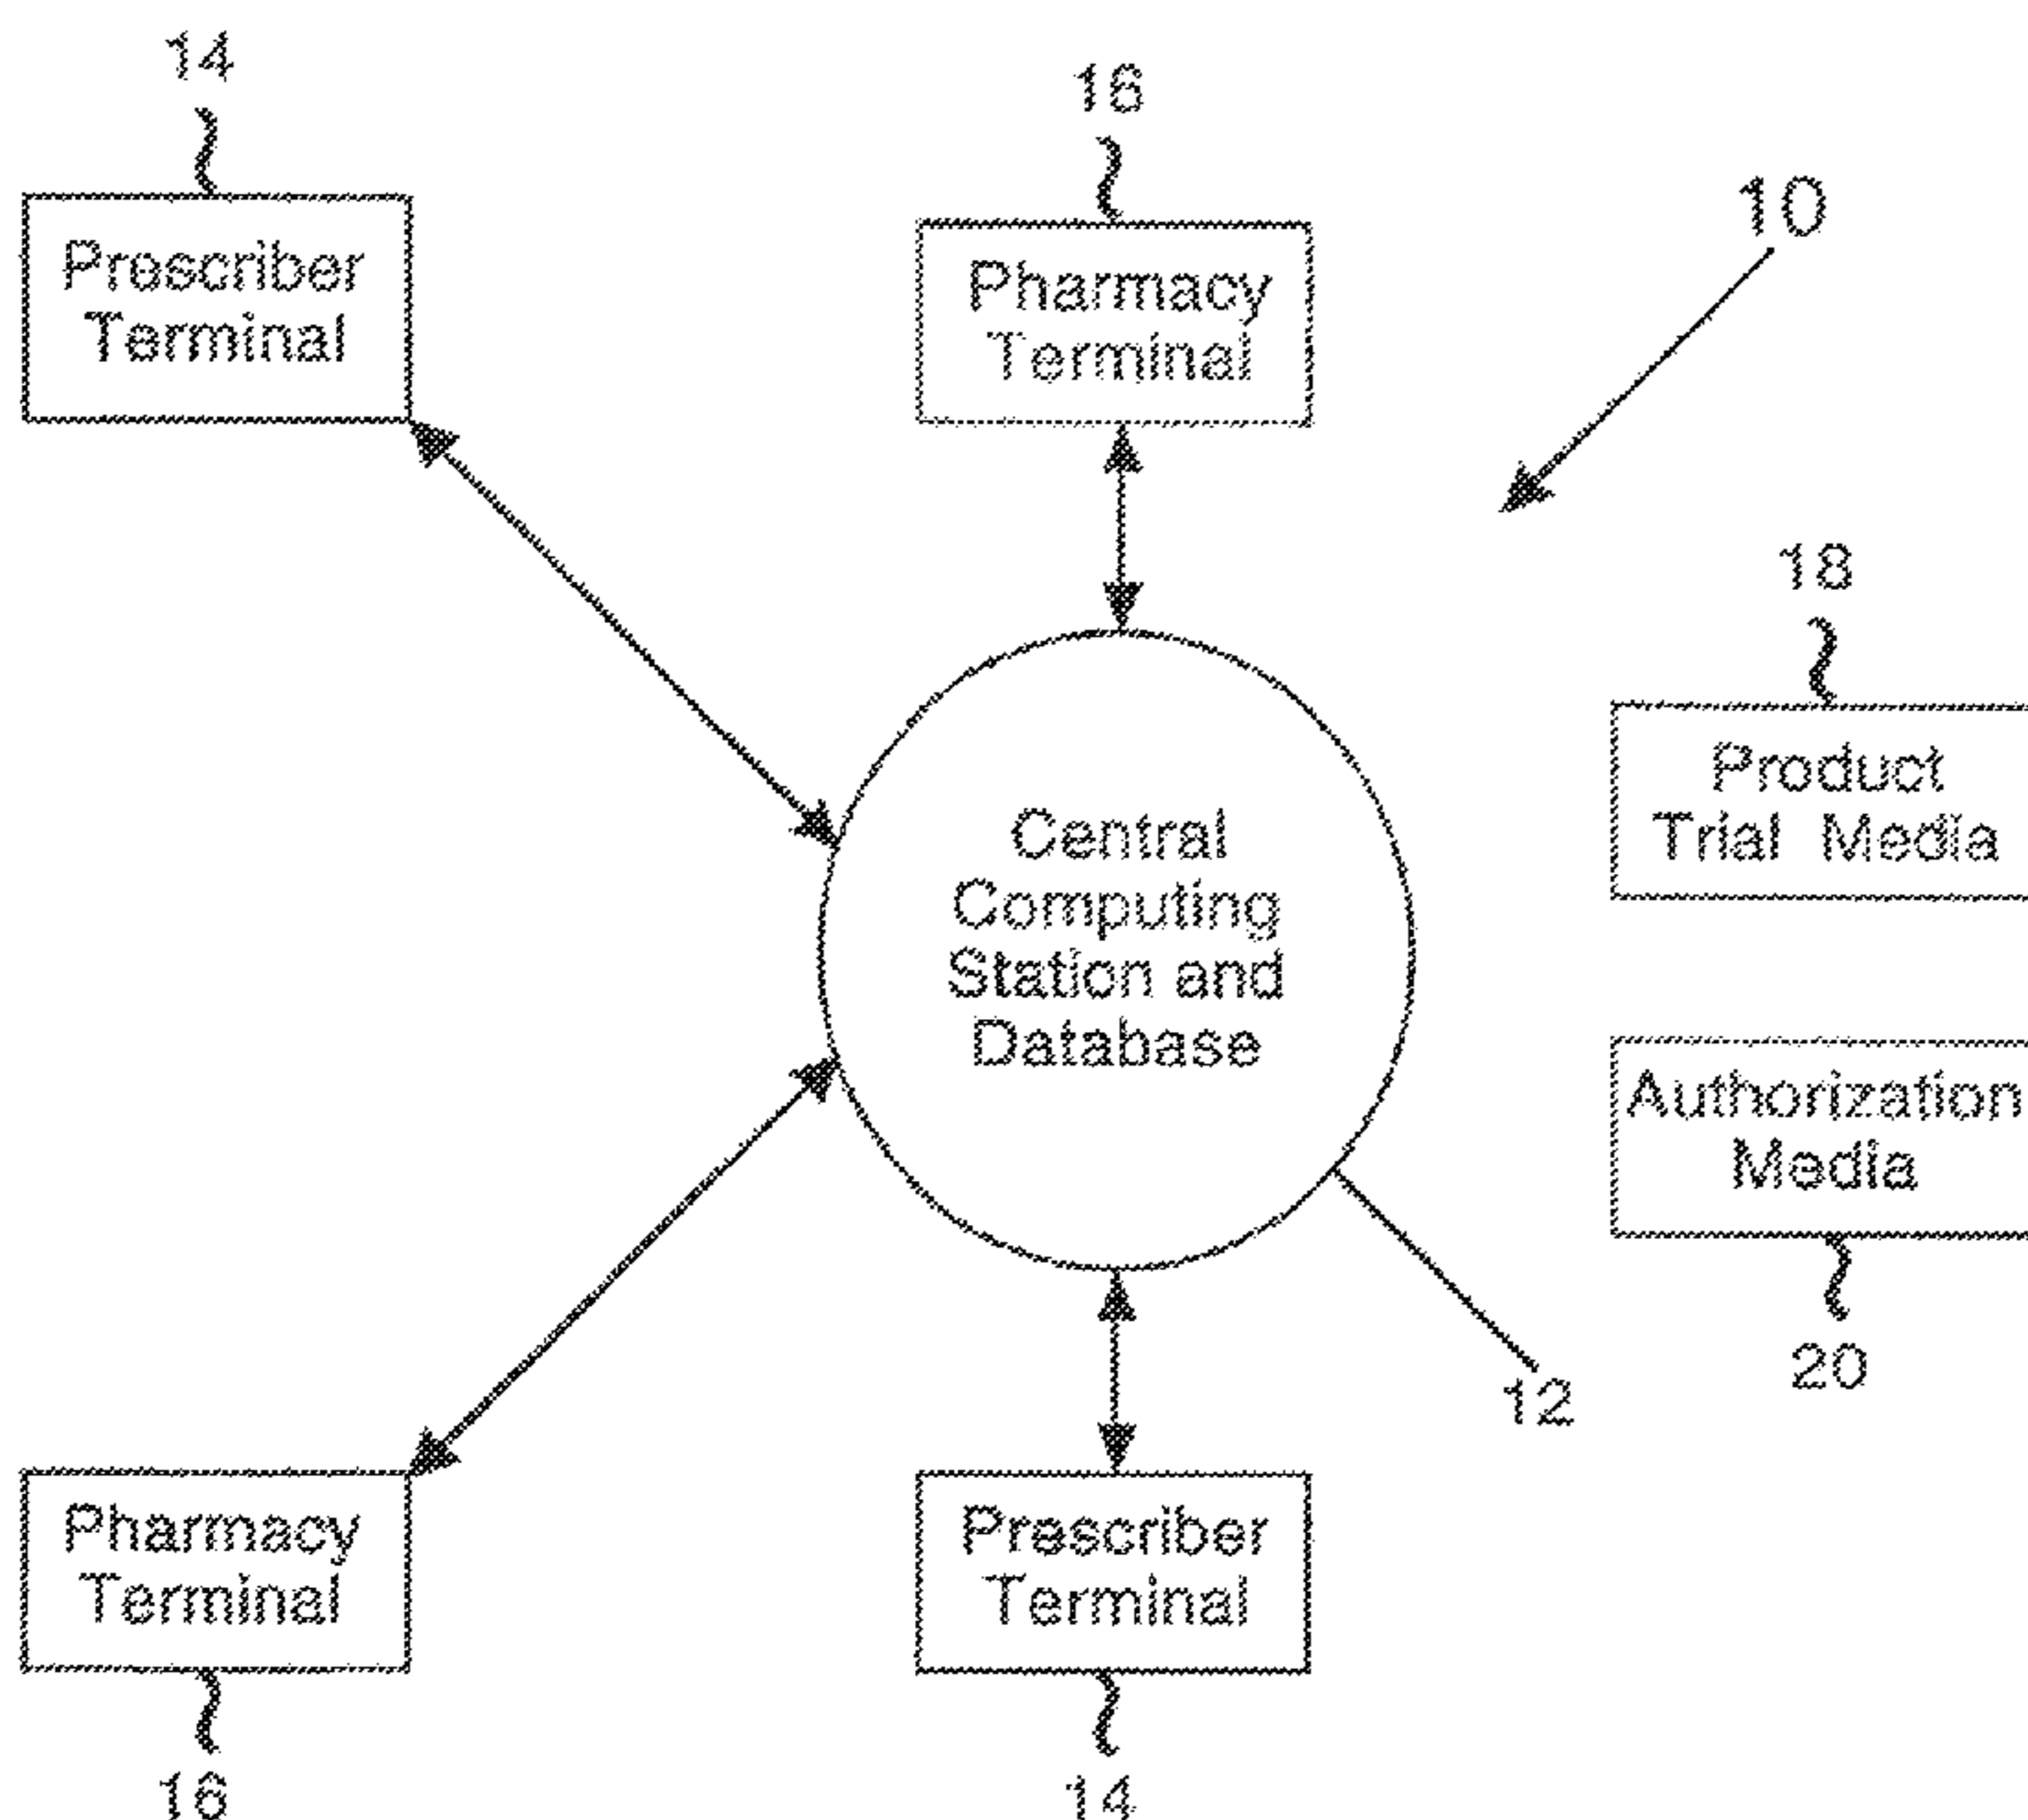 14
16
10
Prescriber
Terminal
Pharmacy
Terminal
18
Product
Trial Media
Central
Computing
Station and
Database
Authorization
Media
20
12
Pharmacy
Terminal
Prescriber
Terminal
16
14